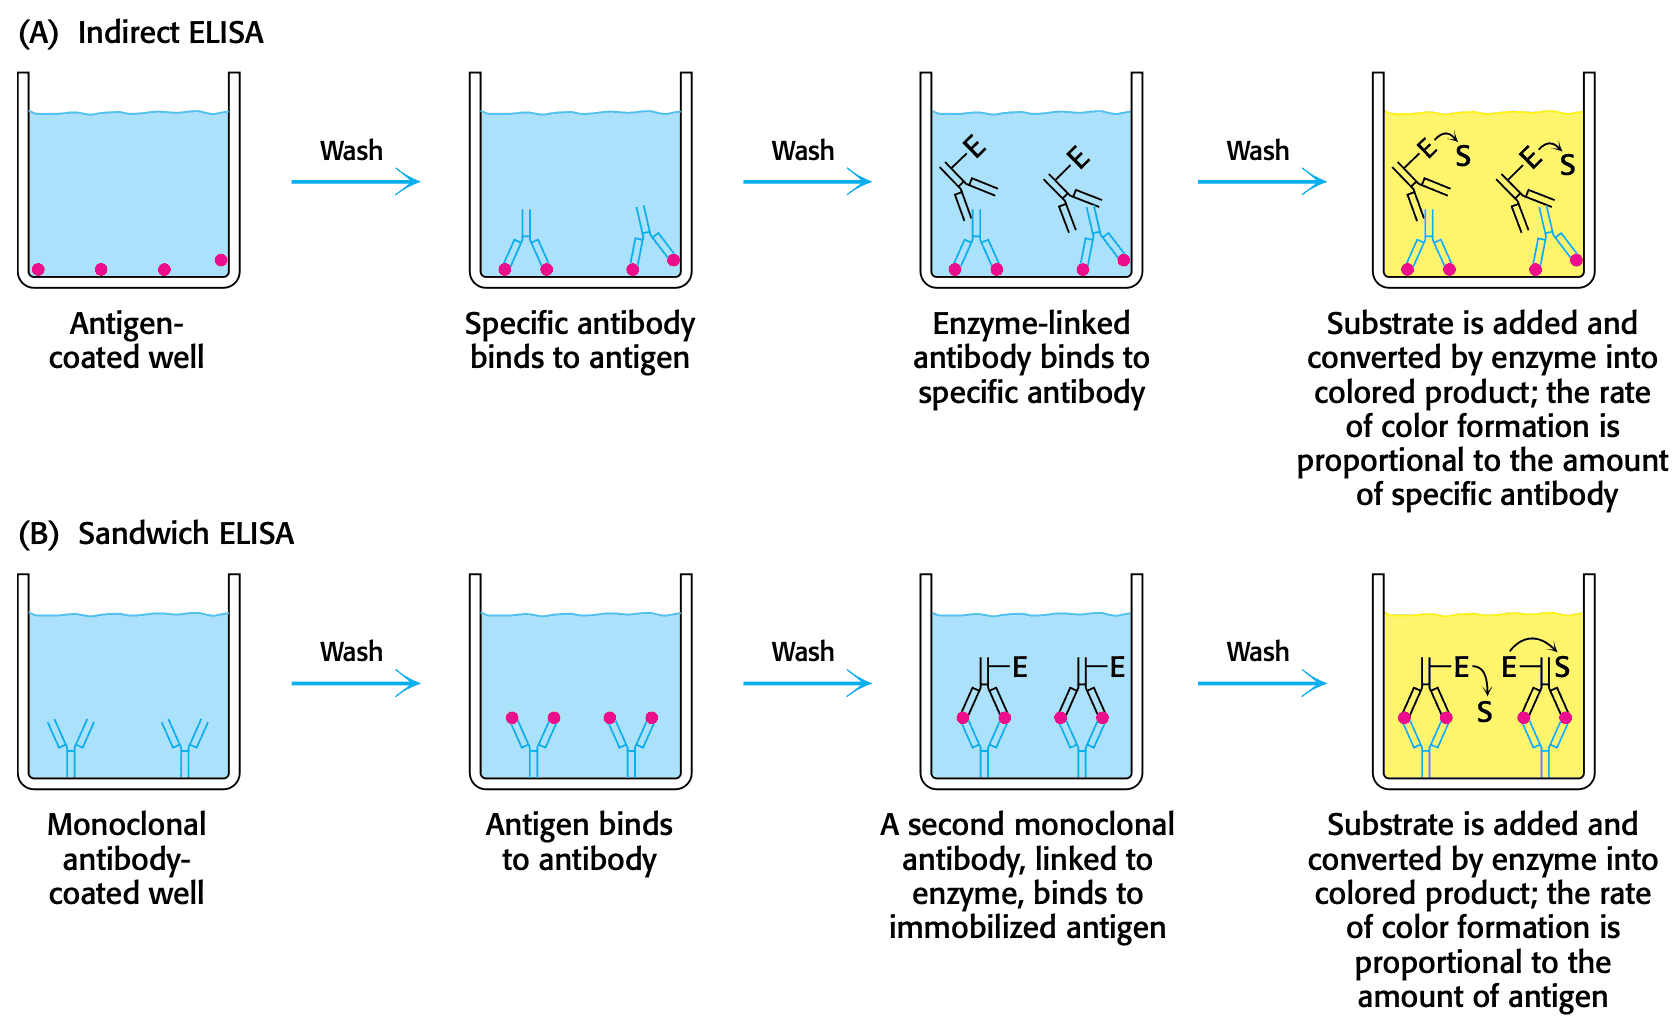 (A) Indirect ELISA
Wash
Wash
Wash
E
E
E
S
E
S
Antigen-
coated well
Specific antibody
binds to antigen
Enzyme-linked
antibody binds to
specific antibody
Substrate is added and
converted by enzyme into
colored product; the rate
of color formation is
proportional to the amount
of specific antibody
(B) Sandwich ELISA
Wash
Wash
Wash
E
E
E
S
E
S
Monoclonal
antibody-
coated well
Antigen binds
to antibody
A second monoclonal
antibody, linked to
enzyme, binds to
immobilized antigen
Substrate is added and
converted by enzyme into
colored product; the rate
of color formation is
proportional to the
amount of antigen